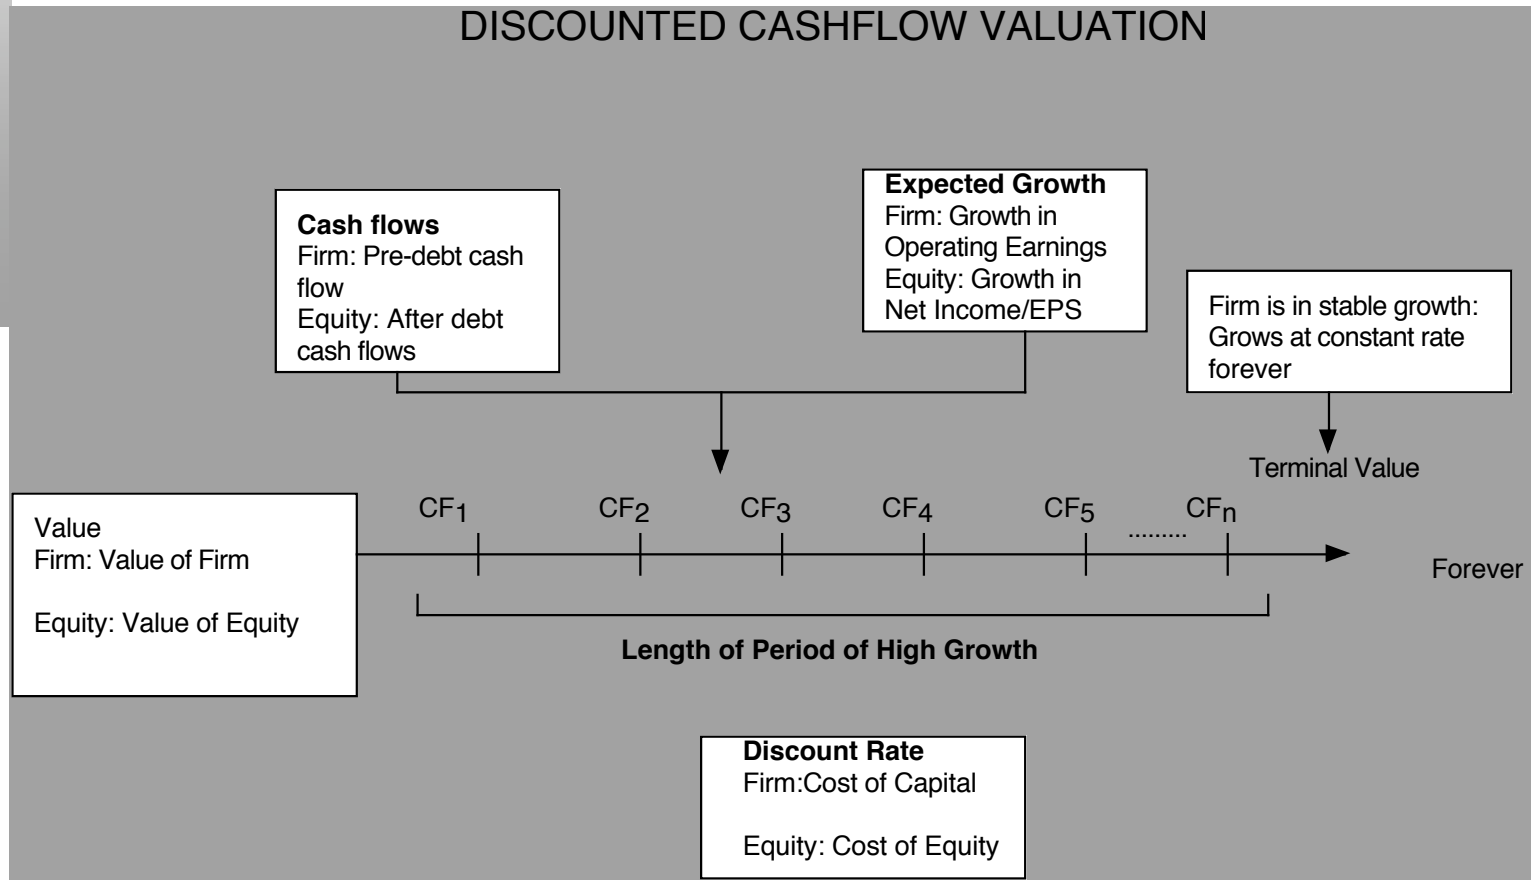 DISCOUNTED CASHFLOW VALUATION
Cash flows
Firm: Pre-debt cash
flow
Equity: After debt
cash flows
Expected Growth
Firm: Growth in
Operating Earnings
Equity: Growth in
Net Income/EPS
Firm is in stable growth:
Grows at constant rate
forever
Terminal Value
Value
Firm: Value of Firm
Equity: Value of Equity
CF1 CF2 CF3 CF4 CF5 ......... CFn
Forever
Length of Period of High Growth
Discount Rate
Firm:Cost of Capital
Equity: Cost of Equity